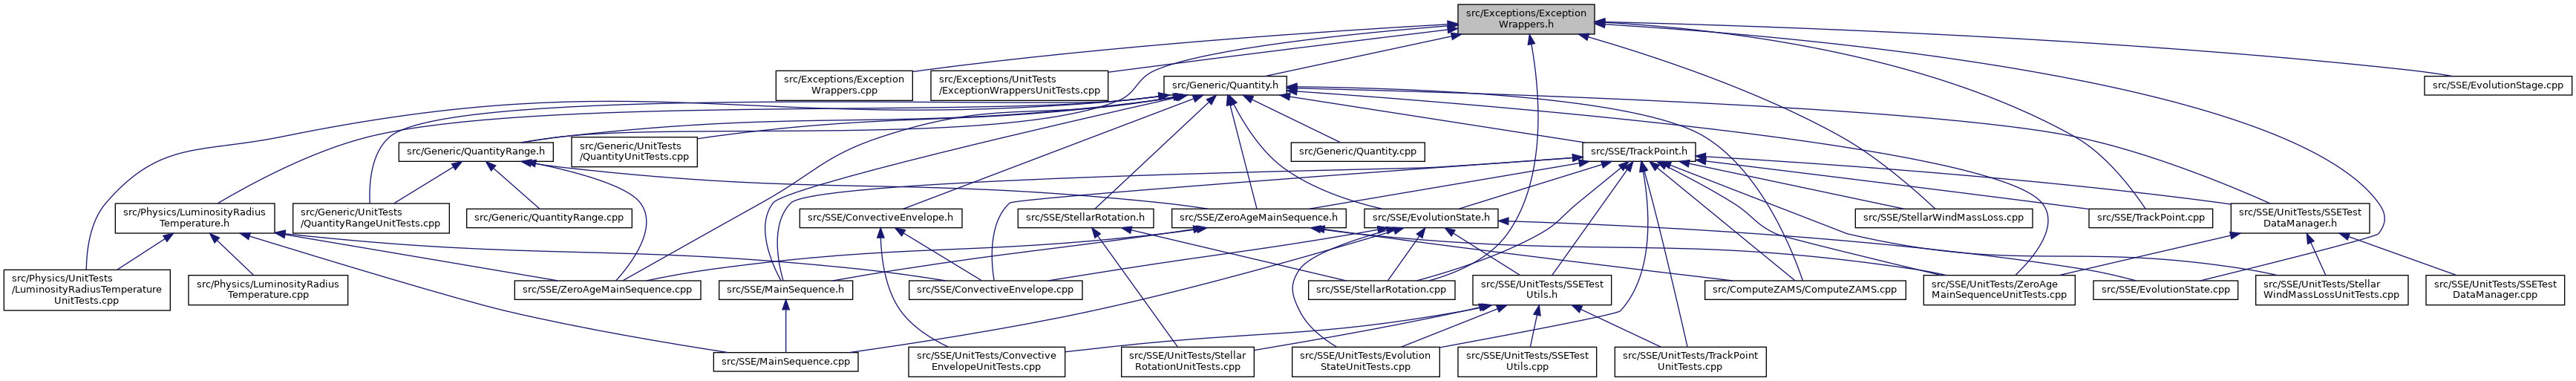 src/Exceptions/Exception
Wrappers.h
src/Exceptions/Exception
Wrappers.cpp
src/Exceptions/UnitTests
/ExceptionWrappersUnitTests.cpp
src/Generic/Quantity.h
src/SSE/EvolutionStage.cpp
src/Generic/QuantityRange.h
src/Generic/UnitTests
/QuantityUnitTests.cpp
src/Generic/Quantity.cpp
src/SSE/TrackPoint.h
src/Physics/LuminosityRadius
Temperature.h
src/Generic/UnitTests
/QuantityRangeUnitTests.cpp
src/Generic/QuantityRange.cpp
src/SSE/ConvectiveEnvelope.h
src/SSE/StellarRotation.h
src/SSE/ZeroAgeMainSequence.h
src/SSE/EvolutionState.h
src/SSE/StellarWindMassLoss.cpp
src/SSE/TrackPoint.cpp
src/SSE/UnitTests/SSETest
DataManager.h
src/Physics/UnitTests
/LuminosityRadiusTemperature
UnitTests.cpp
src/Physics/LuminosityRadius
Temperature.cpp
src/SSE/ZeroAgeMainSequence.cpp
src/SSE/MainSequence.h
src/SSE/ConvectiveEnvelope.cpp
src/SSE/StellarRotation.cpp
src/SSE/UnitTests/SSETest
Utils.h
src/ComputeZAMS/ComputeZAMS.cpp
src/SSE/UnitTests/ZeroAge
MainSequenceUnitTests.cpp
src/SSE/EvolutionState.cpp
src/SSE/UnitTests/Stellar
WindMassLossUnitTests.cpp
src/SSE/UnitTests/SSETest
DataManager.cpp
src/SSE/MainSequence.cpp
src/SSE/UnitTests/Convective
EnvelopeUnitTests.cpp
src/SSE/UnitTests/Stellar
RotationUnitTests.cpp
src/SSE/UnitTests/Evolution
StateUnitTests.cpp
src/SSE/UnitTests/SSETest
Utils.cpp
src/SSE/UnitTests/TrackPoint
UnitTests.cpp